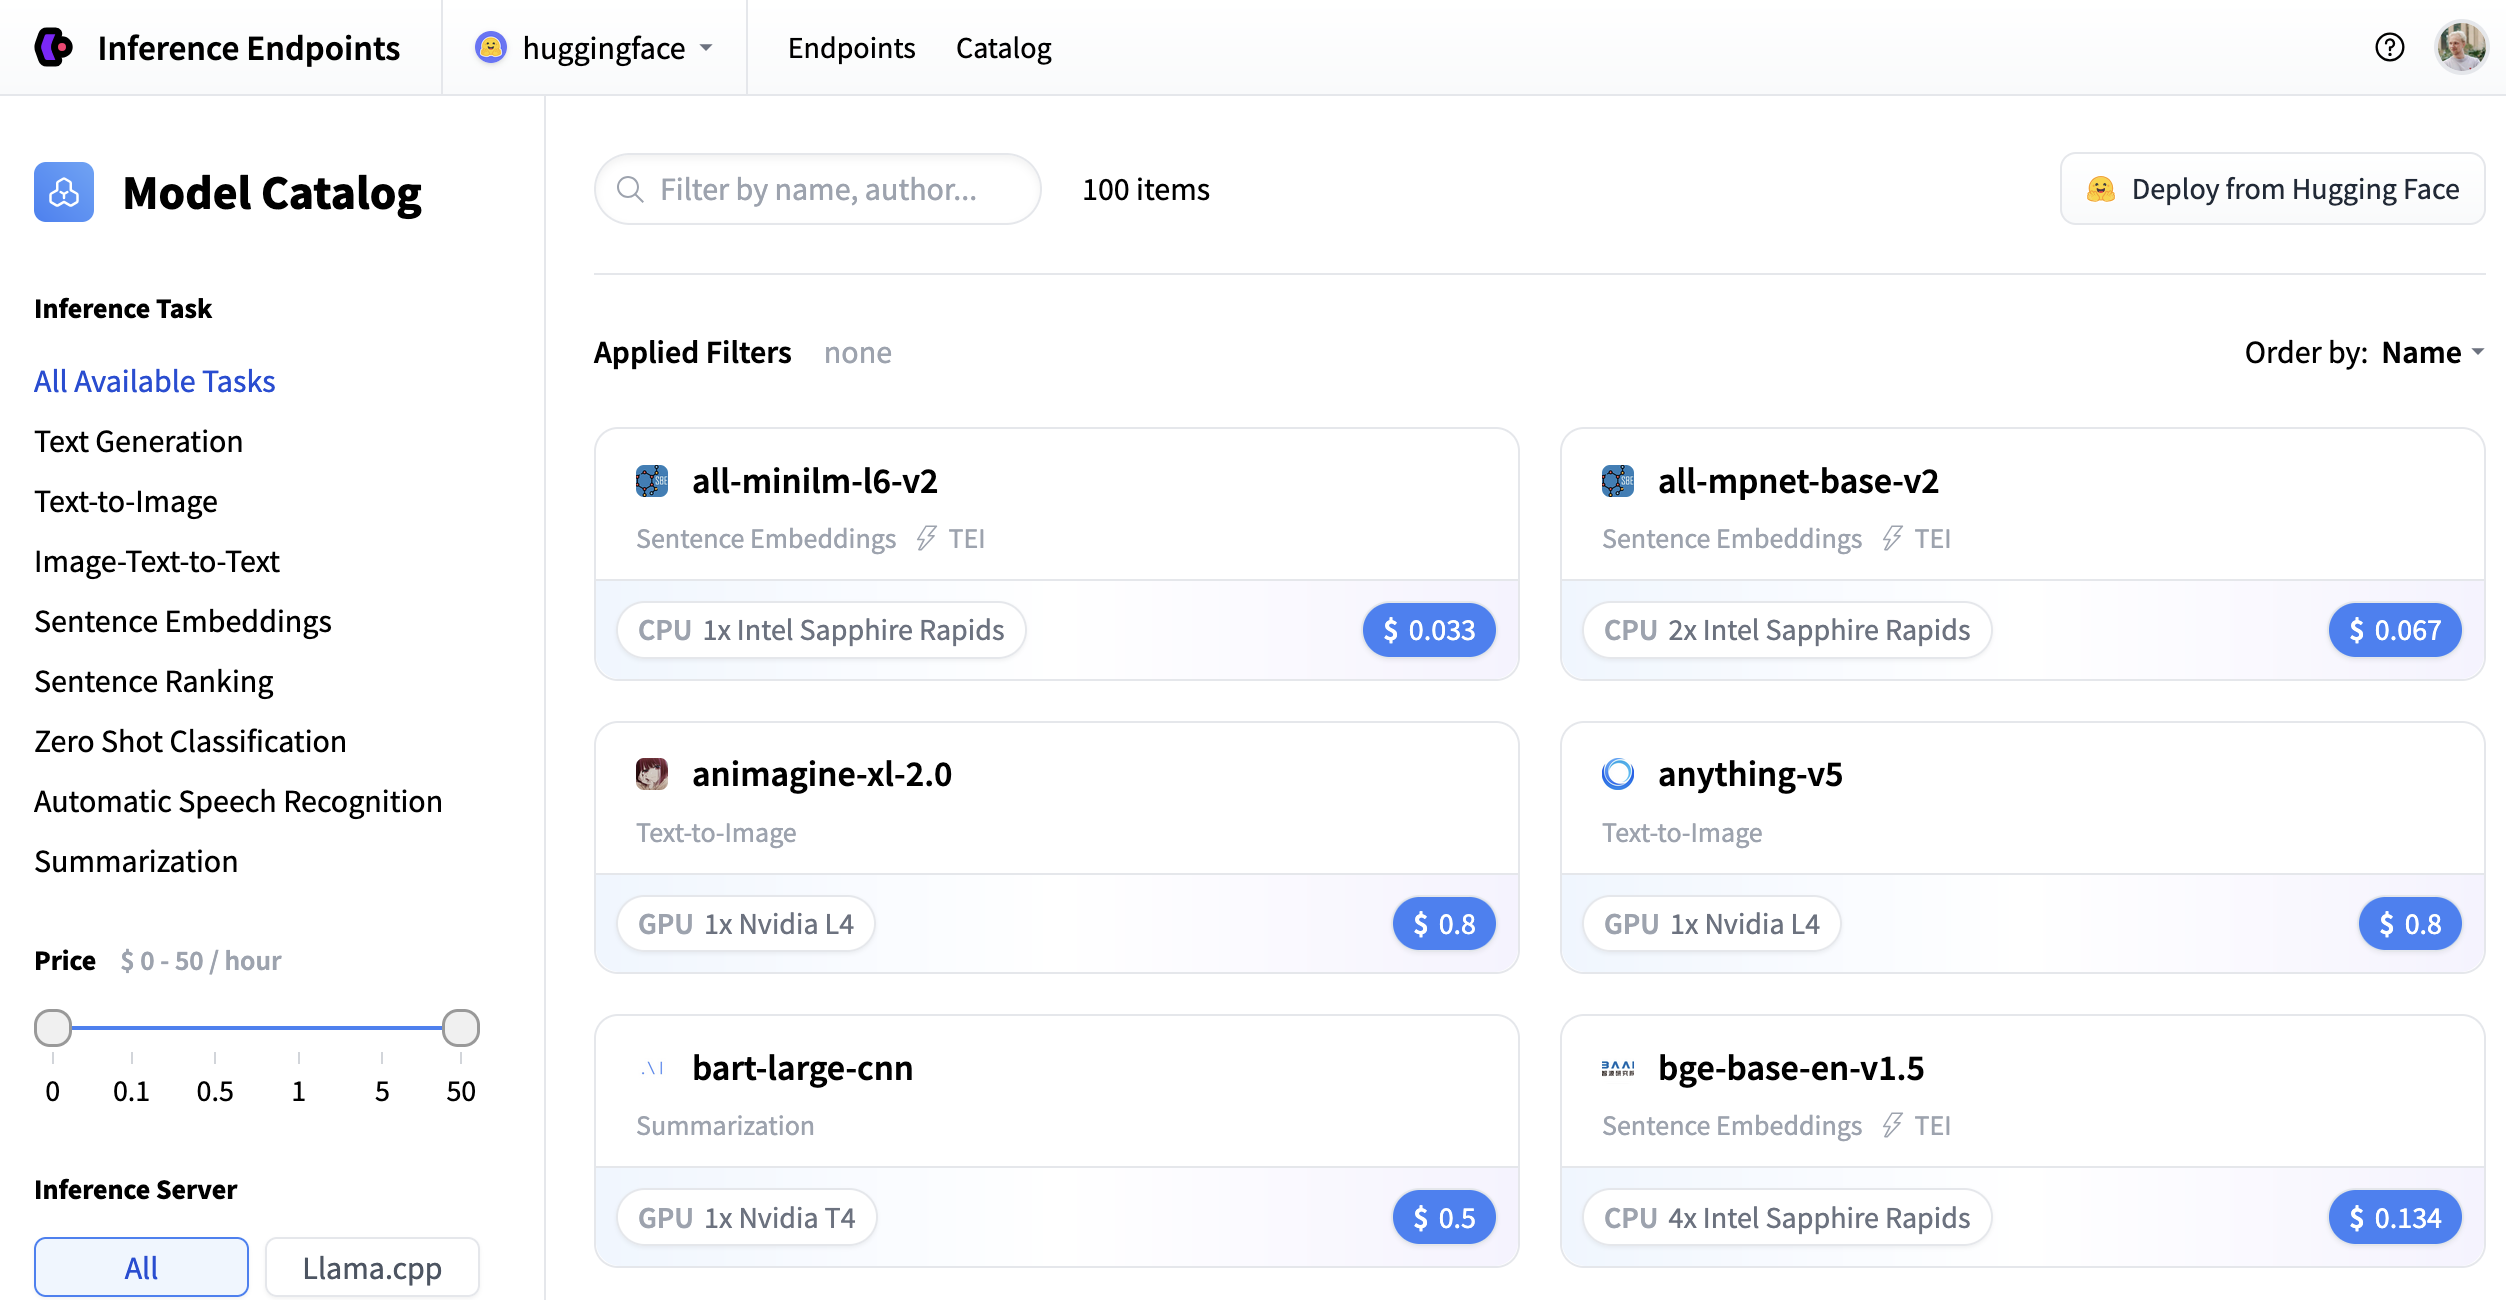 Inference Endpoints
huggingface
Endpoints
Catalog
Model Catalog
Inference Task
All Available Tasks
Text Generation
Text-to-Image
Image-Text-to-Text
Sentence Embeddings
Sentence Ranking
Zero Shot Classification
Automatic Speech Recognition
Summarization
Price $ 0 - 50 / hour
0 0.1 0.5 1 5 50
Inference Server
All
Llama.cpp
Filter by name, author...
100 items
Deploy from Hugging Face
Applied Filters none
Order by: Name
all-minilm-l6-v2
Sentence Embeddings TEI
CPU 1x Intel Sapphire Rapids
$ 0.033
all-mpnet-base-v2
Sentence Embeddings TEI
CPU 2x Intel Sapphire Rapids
$ 0.067
animagine-xl-2.0
Text-to-Image
GPU 1x Nvidia L4
$ 0.8
anything-v5
Text-to-Image
GPU 1x Nvidia L4
$ 0.8
bart-large-cnn
Summarization
GPU 1x Nvidia T4
$ 0.5
BAAI
bge-base-en-v1.5
Sentence Embeddings TEI
CPU 4x Intel Sapphire Rapids
$ 0.134